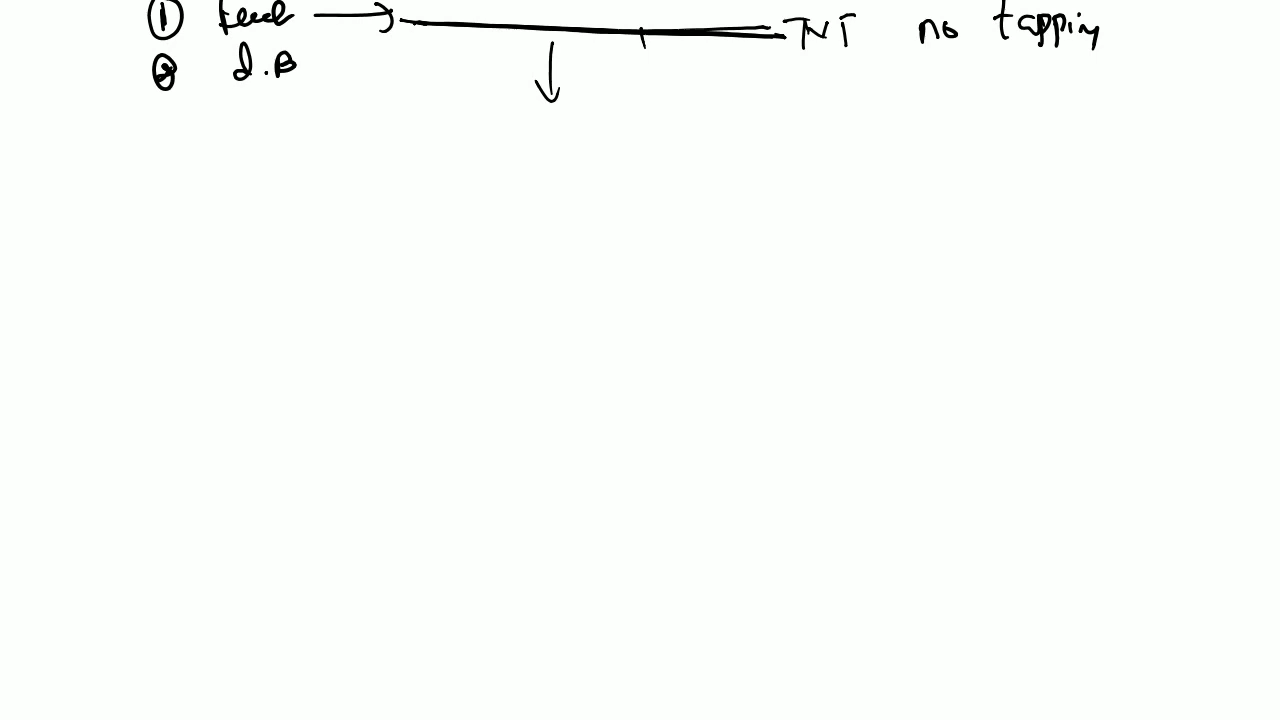 ① feed → TNT no tapping
② d.B